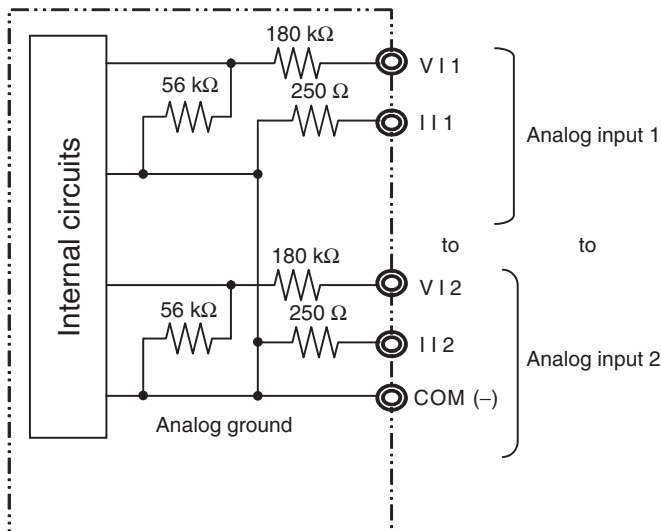 180 kΩ
V I 1
56 kΩ
250 Ω
I I 1
Analog input 1
Internal circuits
to
to
180 kΩ
V I 2
56 kΩ
250 Ω
I I 2
Analog input 2
COM (–)
Analog ground